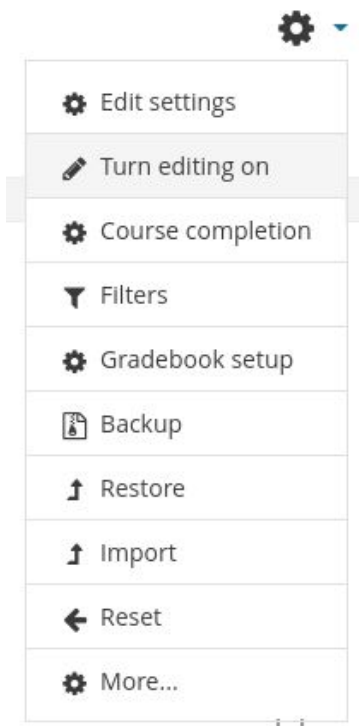 Edit settings
Turn editing on
Course completion
Filters
Gradebook setup
Backup
Restore
Import
Reset
More...